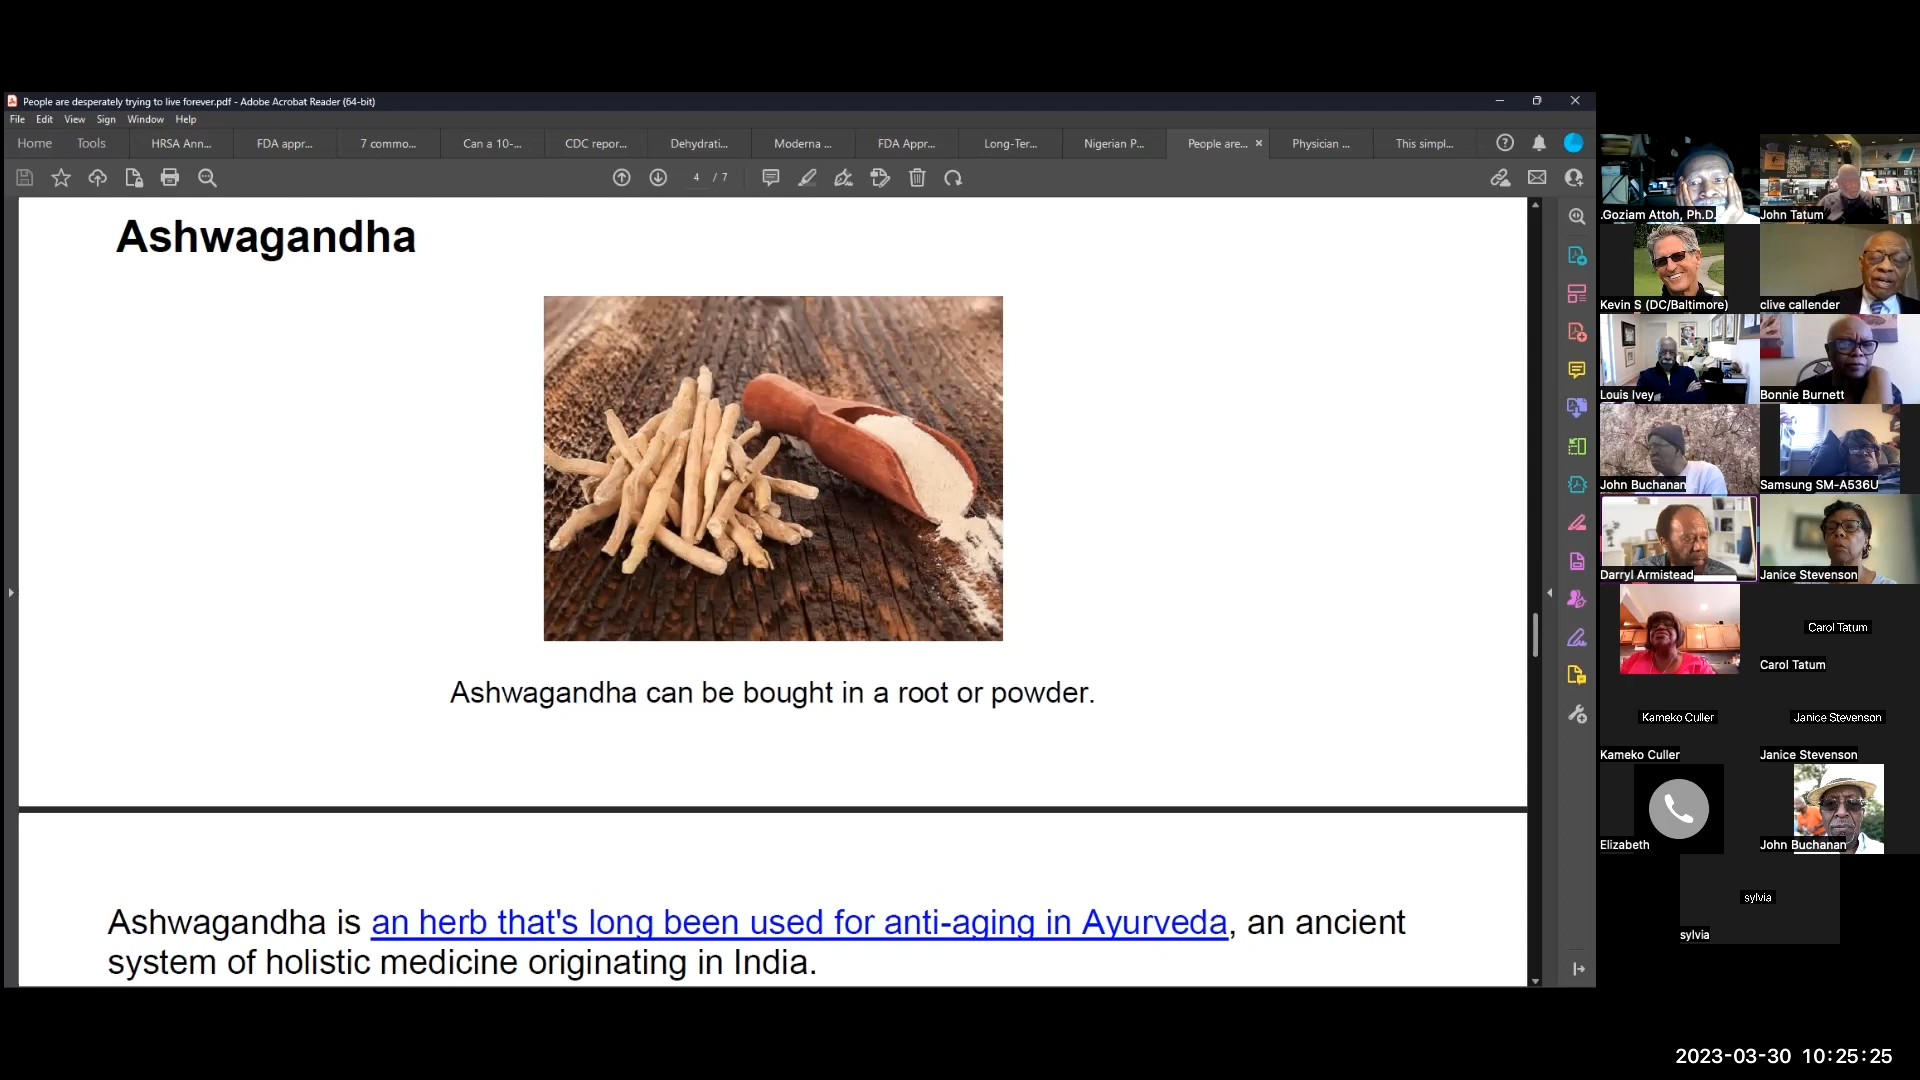 People are desperately trying to live forever.pdf - Adobe Acrobat Reader (64-bit)
File Edit View Sign Window Help
Home Tools HRSA Ann... FDA appr... 7 commo... Can a 10-... CDC repor... Dehydrati... Moderna ... FDA Appr... Long-Ter... Nigerian P... People are... × Physician ... This simpl...
4 / 7
Ashwagandha
Ashwagandha can be bought in a root or powder.
Ashwagandha is an herb that's long been used for anti-aging in Ayurveda, an ancient
system of holistic medicine originating in India.
.Goziam Attoh, Ph.D.
John Tatum
Kevin S (DC/Baltimore)
clive callender
Louis Ivey
Bonnie Burnett
John Buchanan
Samsung SM-A536U
Darryl Armistead
Janice Stevenson
Carol Tatum
Carol Tatum
Kameko Culler
Janice Stevenson
Kameko Culler
Janice Stevenson
Elizabeth
John Buchanan
sylvia
sylvia
2023-03-30 10:25:25